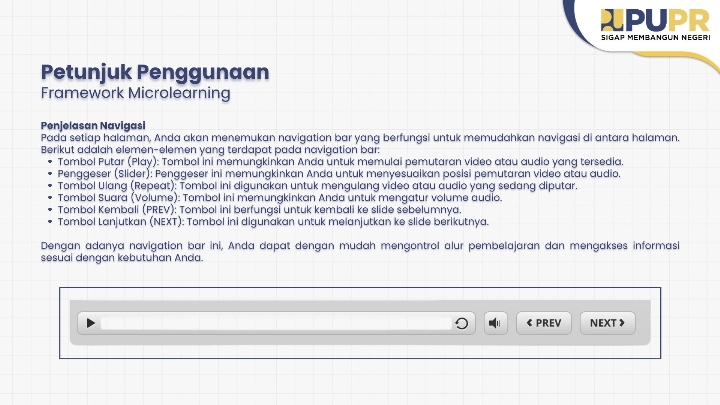 PUPR
SIGAP MEMBANGUN NEGERI
Petunjuk Penggunaan
Framework Microlearning
Penjelasan Navigasi
Pada setiap halaman, Anda akan menemukan navigation bar yang berfungsi untuk memudahkan navigasi di antara halaman.
Berikut adalah elemen-elemen yang terdapat pada navigation bar:
• Tombol Putar (Play): Tombol ini memungkinkan Anda untuk memulai pemutaran video atau audio yang tersedia.
• Penggeser (Slider): Penggeser ini memungkinkan Anda untuk menyesuaikan posisi pemutaran video atau audio.
• Tombol Ulang (Repeat): Tombol ini digunakan untuk mengulang video atau audio yang sedang diputar.
• Tombol Suara (Volume): Tombol ini memungkinkan Anda untuk mengatur volume audio.
• Tombol Kembali (PREV): Tombol ini berfungsi untuk kembali ke slide sebelumnya.
• Tombol Lanjutkan (NEXT): Tombol ini digunakan untuk melanjutkan ke slide berikutnya.
Dengan adanya navigation bar ini, Anda dapat dengan mudah mengontrol alur pembelajaran dan mengakses informasi
sesuai dengan kebutuhan Anda.
PREV NEXT